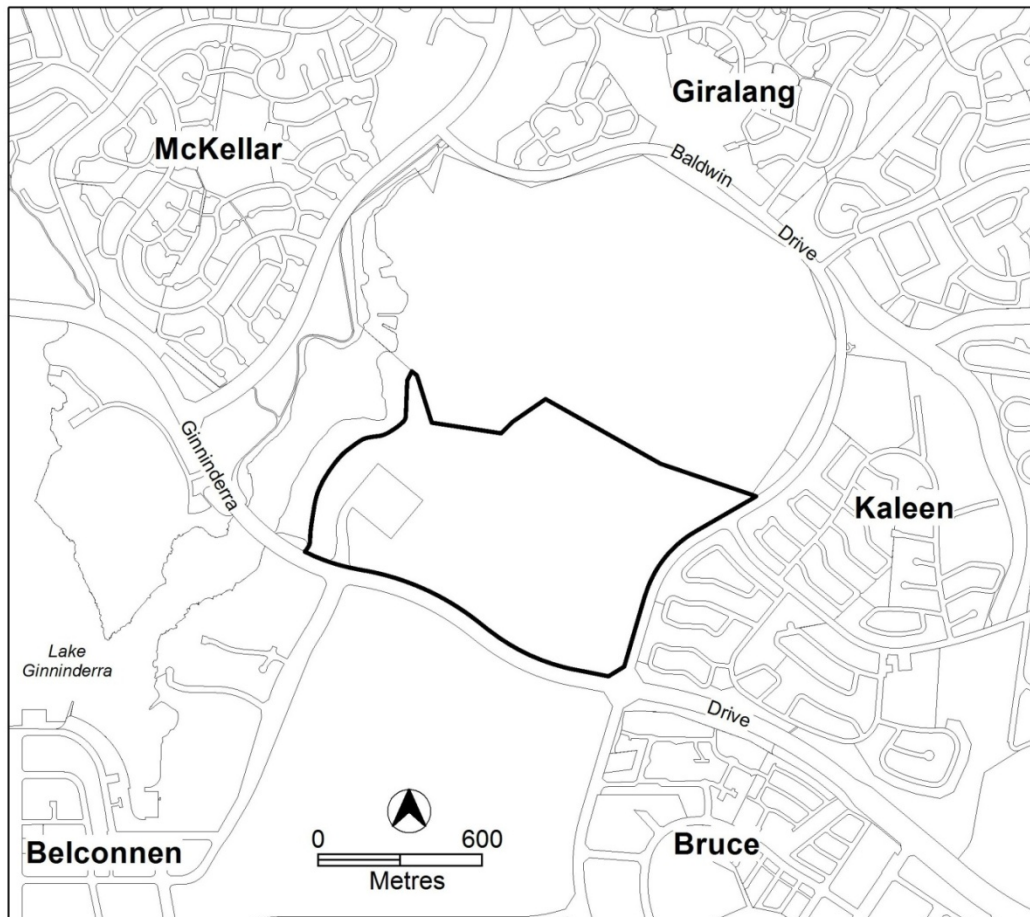 Giralang
McKellar
Baldwin
Drive
Ginninderra
Kaleen
Lake
Ginninderra
Drive
Belconnen
Bruce
0 600
Metres